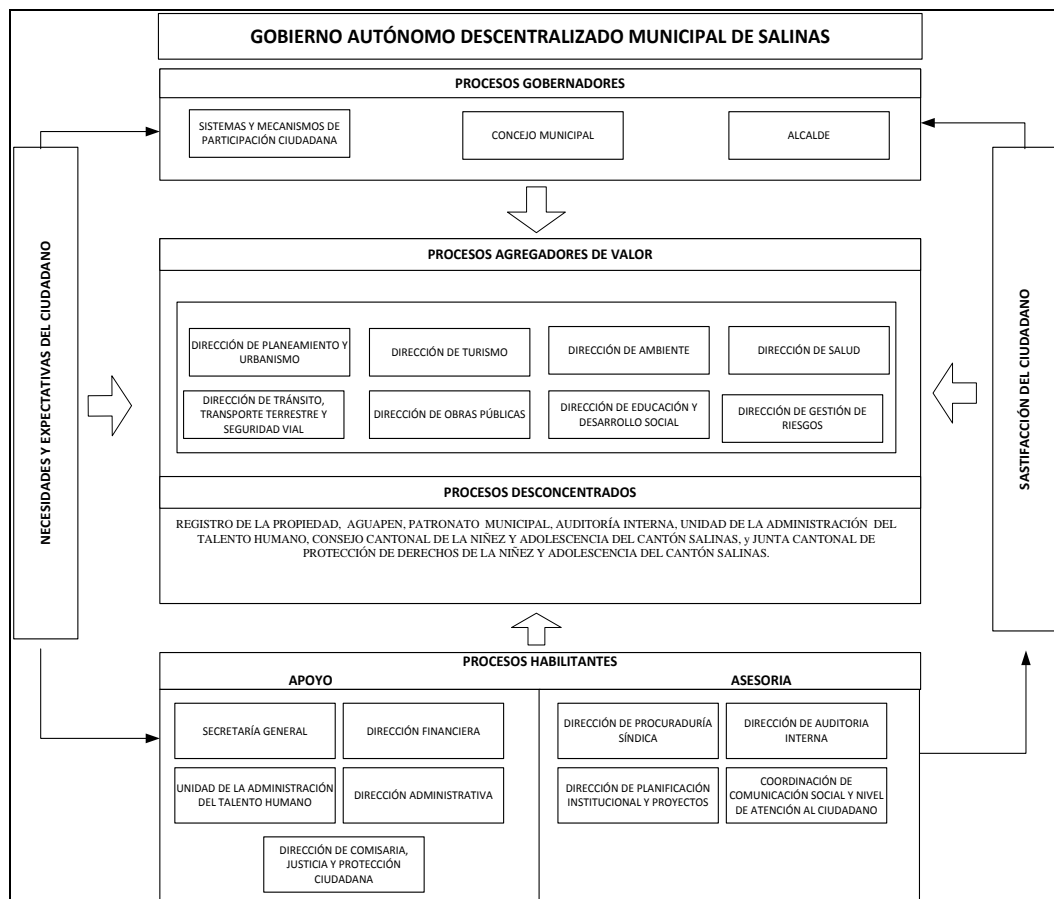 GOBIERNO AUTÓNOMO DESCENTRALIZADO MUNICIPAL DE SALINAS
PROCESOS GOBERNADORES
SISTEMAS Y MECANISMOS DE
PARTICIPACIÓN CIUDADANA
CONCEJO MUNICIPAL
ALCALDE
NECESIDADES Y EXPECTATIVAS DEL CIUDADANO
PROCESOS AGREGADORES DE VALOR
DIRECCIÓN DE PLANEAMIENTO Y
URBANISMO
DIRECCIÓN DE TURISMO
DIRECCIÓN DE AMBIENTE
DIRECCIÓN DE SALUD
DIRECCIÓN DE TRÁNSITO,
TRANSPORTE TERRESTRE Y
SEGURIDAD VIAL
DIRECCIÓN DE OBRAS PÚBLICAS
DIRECCIÓN DE EDUCACIÓN Y
DESARROLLO SOCIAL
DIRECCIÓN DE GESTIÓN DE
RIESGOS
SASTIFACCIÓN DEL CIUDADANO
PROCESOS DESCONCENTRADOS
REGISTRO DE LA PROPIEDAD, AGUAPEN, PATRONATO MUNICIPAL, AUDITORÍA INTERNA, UNIDAD DE LA ADMINISTRACIÓN DEL
TALENTO HUMANO, CONSEJO CANTONAL DE LA NIÑEZ Y ADOLESCENCIA DEL CANTÓN SALINAS, y JUNTA CANTONAL DE
PROTECCIÓN DE DERECHOS DE LA NIÑEZ Y ADOLESCENCIA DEL CANTÓN SALINAS.
PROCESOS HABILITANTES
APOYO
ASESORIA
SECRETARÍA GENERAL
DIRECCIÓN FINANCIERA
UNIDAD DE LA ADMINISTRACIÓN
DEL TALENTO HUMANO
DIRECCIÓN ADMINISTRATIVA
DIRECCIÓN DE COMISARIA,
JUSTICIA Y PROTECCIÓN
CIUDADANA
DIRECCIÓN DE PROCURADURÍA
SÍNDICA
DIRECCIÓN DE AUDITORIA
INTERNA
DIRECCIÓN DE PLANIFICACIÓN
INSTITUCIONAL Y PROYECTOS
COORDINACIÓN DE
COMUNICACIÓN SOCIAL Y NIVEL
DE ATENCIÓN AL CIUDADANO